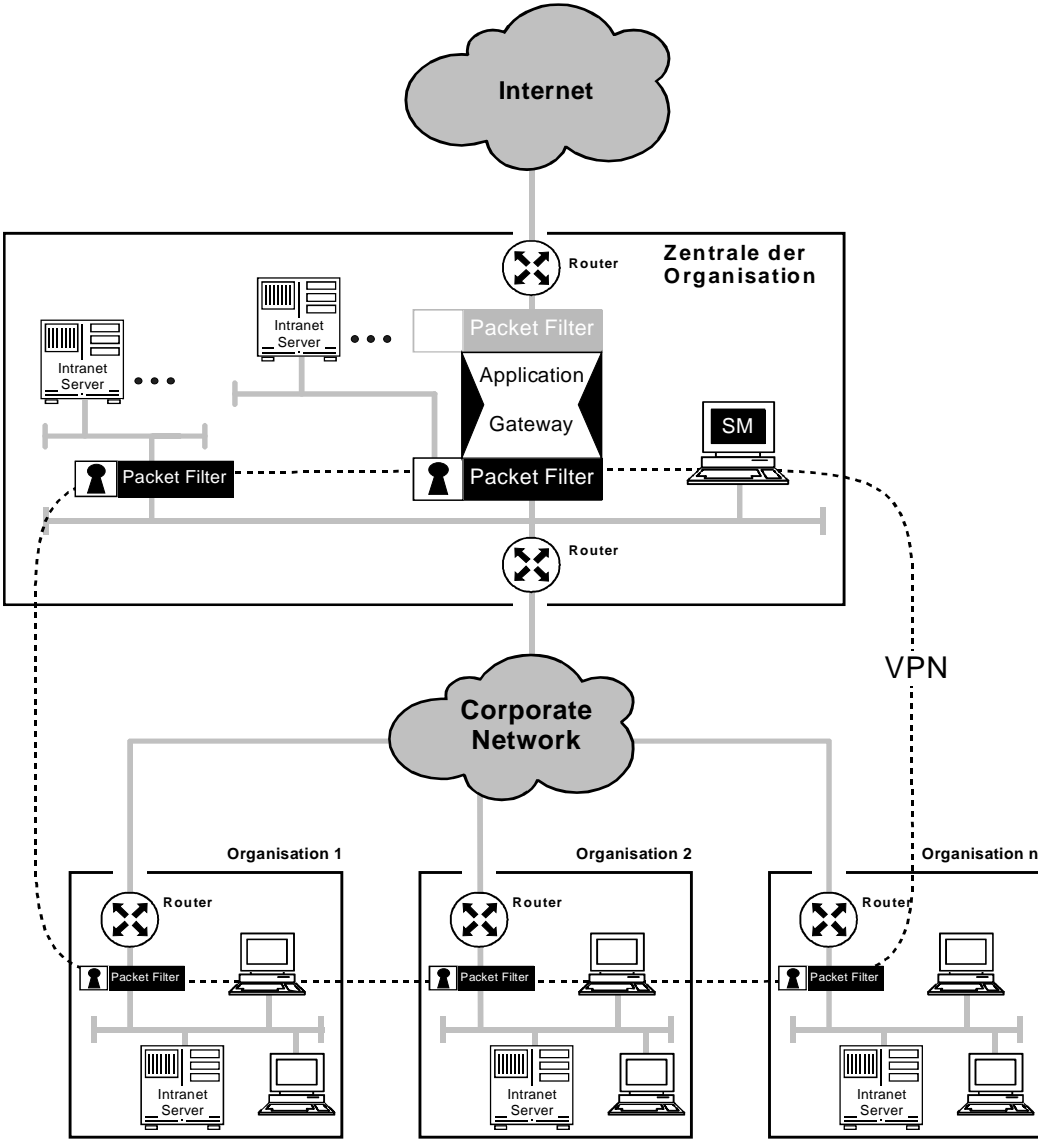 Internet
Zentrale der
Organisation
Router
Packet Filter
Intranet
Server
Intranet
Server
Application
Gateway
SM
Packet Filter
Packet Filter
Router
VPN
Corporate
Network
Organisation 1
Organisation 2
Organisation n
Router
Router
Router
Packet Filter
Packet Filter
Packet Filter
Intranet
Server
Intranet
Server
Intranet
Server